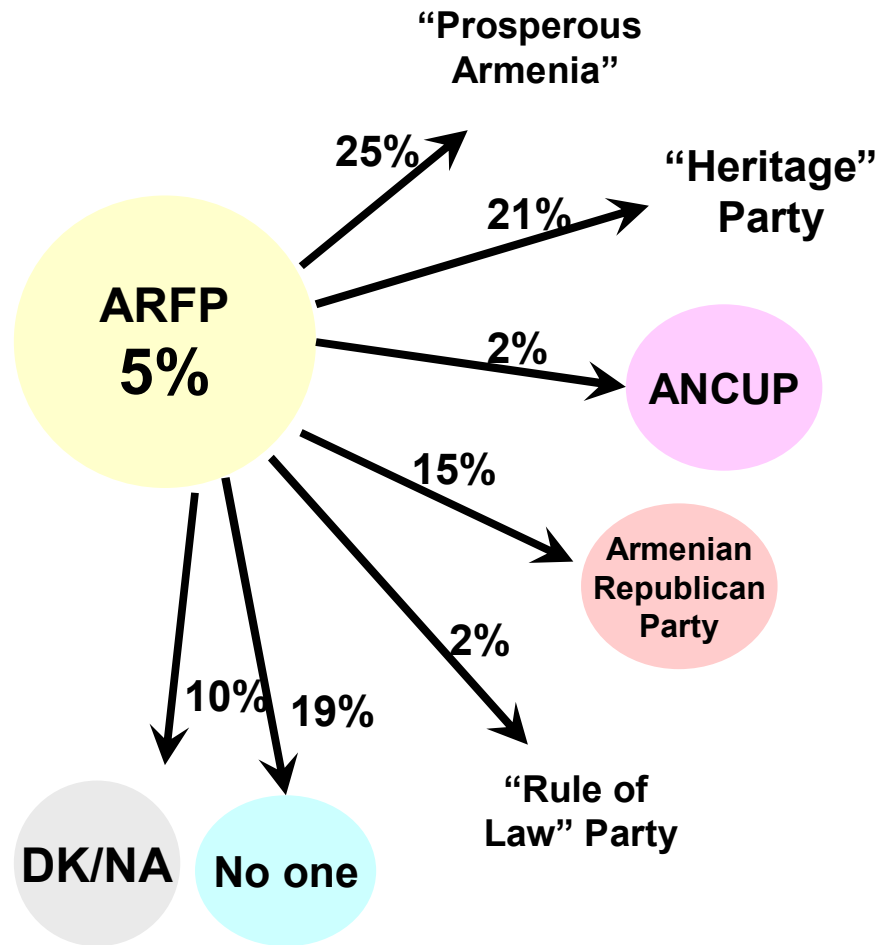 “Prosperous
Armenia”
25%
“Heritage”
Party
21%
ARFP
5%
2%
ANCUP
15%
Armenian
Republican
Party
2%
10%
19%
“Rule of
Law” Party
DK/NA
No one